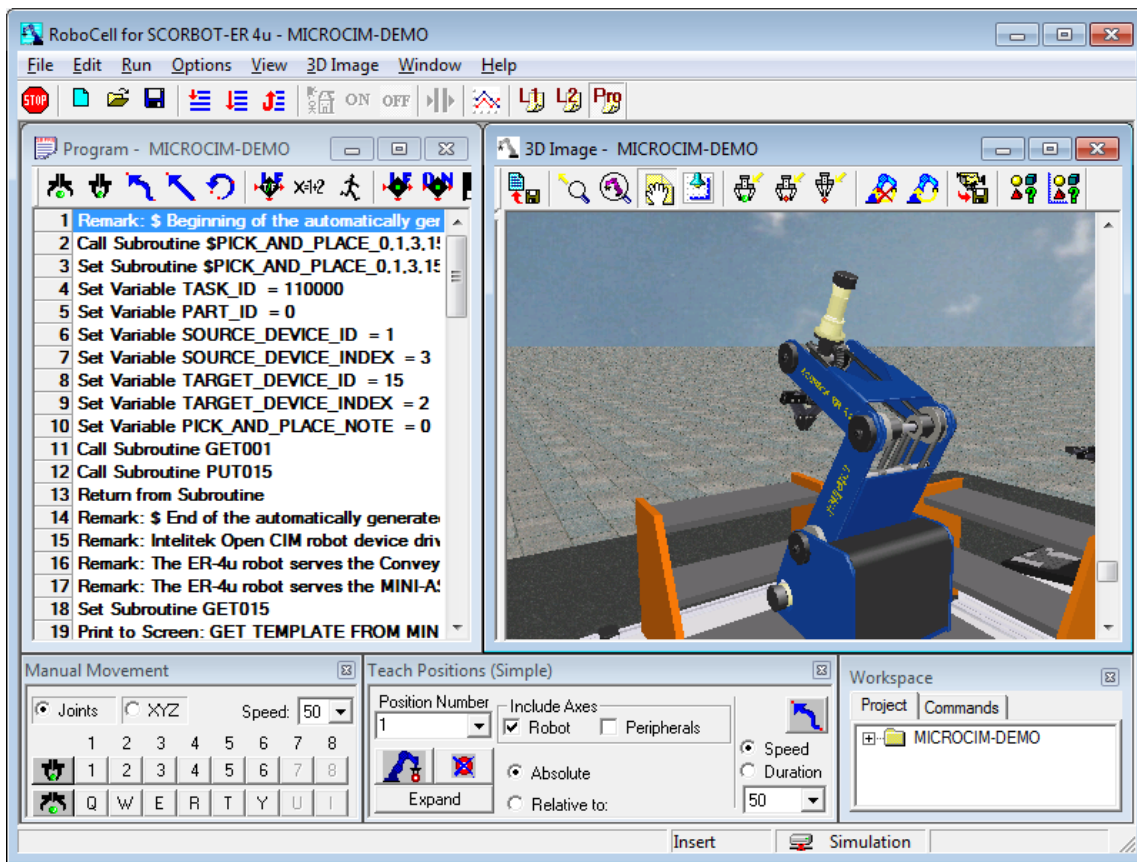 RoboCell for SCORBOT-ER 4u - MICROCIM-DEMO
File Edit Run Options View 3D Image Window Help
STOP ON OFF L1 L2 Pro
Program - MICROCIM-DEMO
X=1+2
1 Remark: $ Beginning of the automatically ger
2 Call Subroutine $PICK_AND_PLACE_0,1,3,15
3 Set Subroutine $PICK_AND_PLACE_0,1,3,15
4 Set Variable TASK_ID = 110000
5 Set Variable PART_ID = 0
6 Set Variable SOURCE_DEVICE_ID = 1
7 Set Variable SOURCE_DEVICE_INDEX = 3
8 Set Variable TARGET_DEVICE_ID = 15
9 Set Variable TARGET_DEVICE_INDEX = 2
10 Set Variable PICK_AND_PLACE_NOTE = 0
11 Call Subroutine GET001
12 Call Subroutine PUT015
13 Return from Subroutine
14 Remark: $ End of the automatically generate
15 Remark: Intelitek Open CIM robot device driv
16 Remark: The ER-4u robot serves the Convey
17 Remark: The ER-4u robot serves the MINI-AS
18 Set Subroutine GET015
19 Print to Screen: GET TEMPLATE FROM MIN
3D Image - MICROCIM-DEMO
Manual Movement
Joints XYZ Speed: 50
1 2 3 4 5 6 7 8
1 2 3 4 5 6 7 8
Q W E R T Y U I
Teach Positions (Simple)
Position Number
1
Expand
Include Axes
Robot Peripherals
Absolute
Relative to:
Speed
Duration
50
Workspace
Project Commands
MICROCIM-DEMO
Insert Simulation